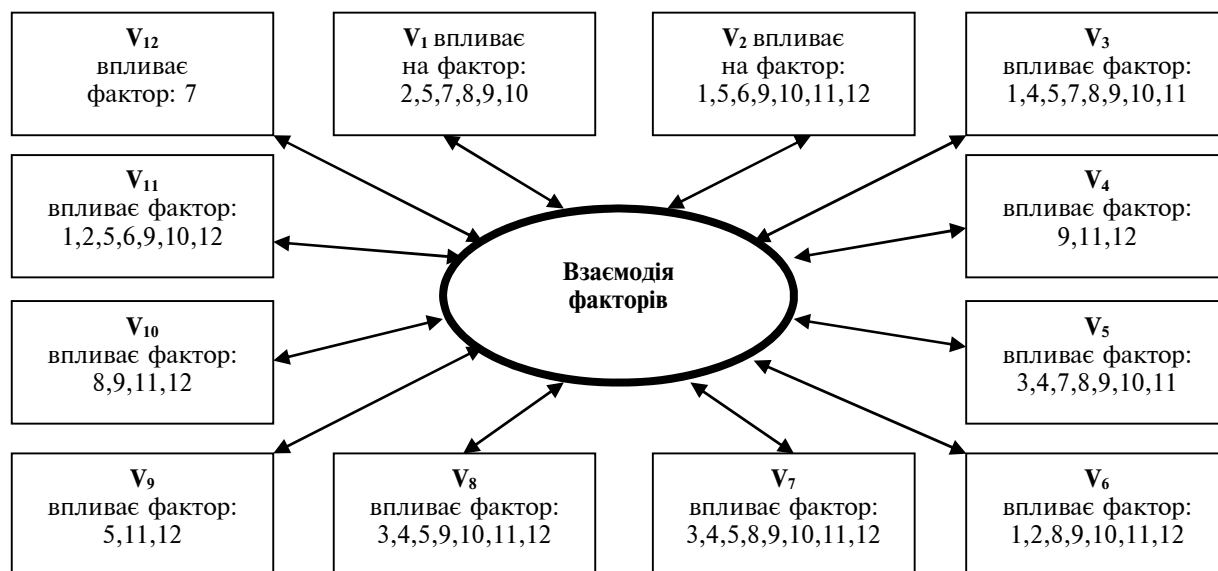 V₁₂
впливає
фактор: 7
V₁ впливає
на фактор:
2,5,7,8,9,10
V₂ впливає
на фактор:
1,5,6,9,10,11,12
V₃
впливає фактор:
1,4,5,7,8,9,10,11
V₁₁
впливає фактор:
1,2,5,6,9,10,12
V₄
впливає фактор:
9,11,12
Взаємодія
факторів
V₁₀
впливає фактор:
8,9,11,12
V₅
впливає фактор:
3,4,7,8,9,10,11
V₉
впливає фактор:
5,11,12
V₈
впливає фактор:
3,4,5,9,10,11,12
V₇
впливає фактор:
3,4,5,8,9,10,11,12
V₆
впливає фактор:
1,2,8,9,10,11,12